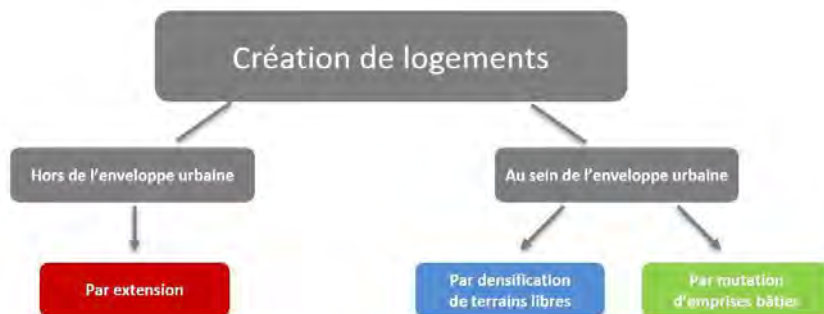 Création de logements
Hors de l'enveloppe urbaine
Au sein de l'enveloppe urbaine
Par extension
Par densification
de terrains libres
Par mutation
d'emprises bâties